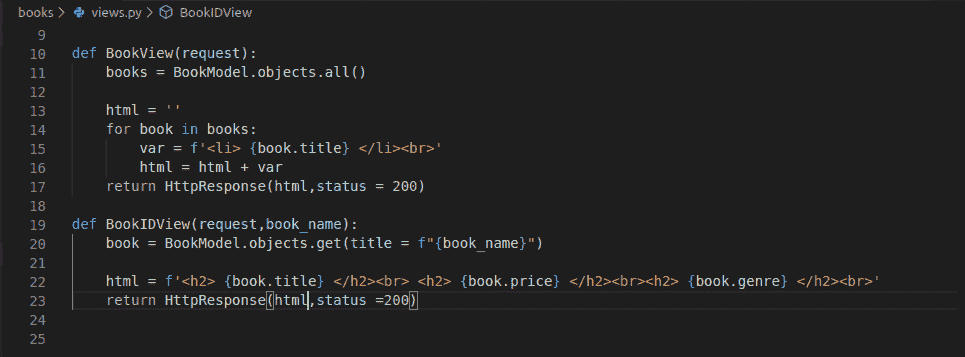 books > views.py > BookIDView
9
10 def BookView(request):
11     books = BookModel.objects.all()
12
13     html = ''
14     for book in books:
15         var = f'<li> {book.title} </li><br>'
16         html = html + var
17     return HttpResponse(html,status = 200)
18
19 def BookIDView(request,book_name):
20     book = BookModel.objects.get(title = f"{book_name}")
21
22     html = f'<h2> {book.title} </h2><br> <h2> {book.price} </h2><br><h2> {book.genre} </h2><br>'
23     return HttpResponse(html,status =200)
24
25